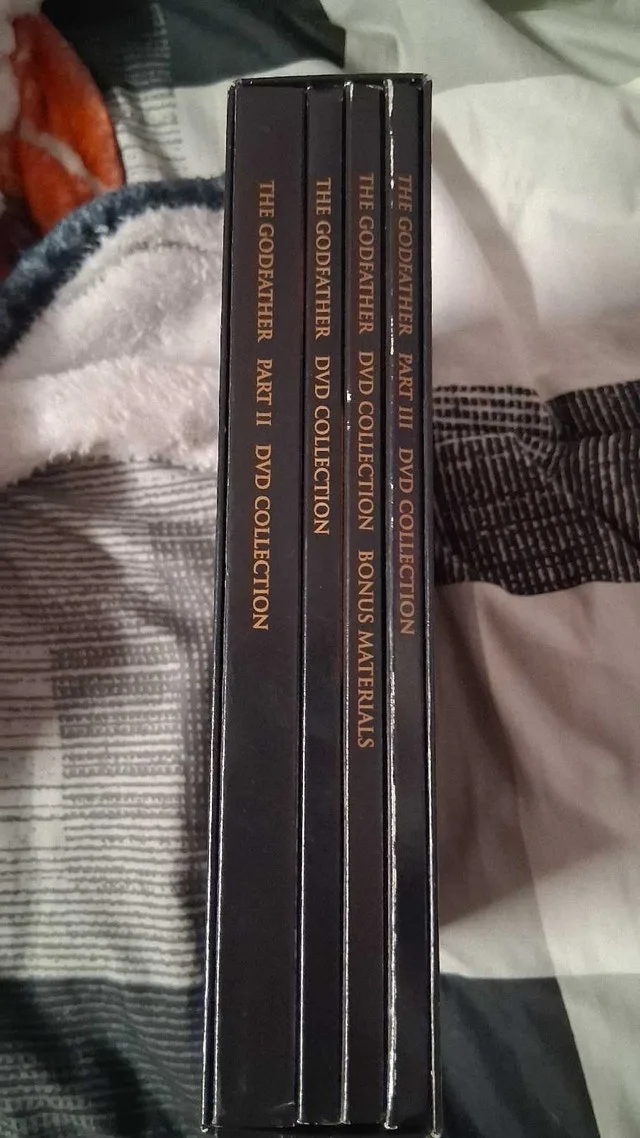 THE GODFATHER PART II DVD COLLECTION
THE GODFATHER DVD COLLECTION
THE GODFATHER DVD COLLECTION BONUS MATERIALS
THE GODFATHER PART III DVD COLLECTION